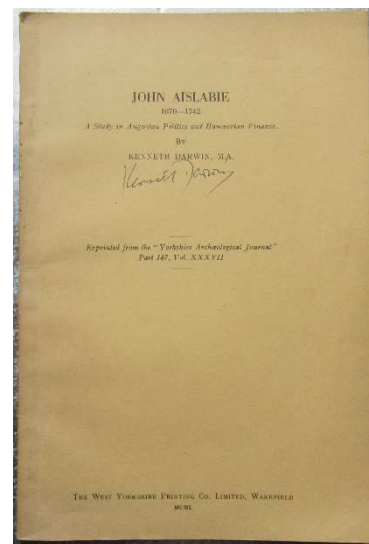 JOHN AISLABIE
1670—1742
A Study in Augustan Politics and Hanoverian Finance.
BY
KENNETH DARWIN, M.A.
Kenneth Darwin
Reprinted from the "Yorkshire Archæological Journal"
Part 147, Vol. XXXVII
THE WEST YORKSHIRE PRINTING CO. LIMITED, WAKEFIELD
MCML